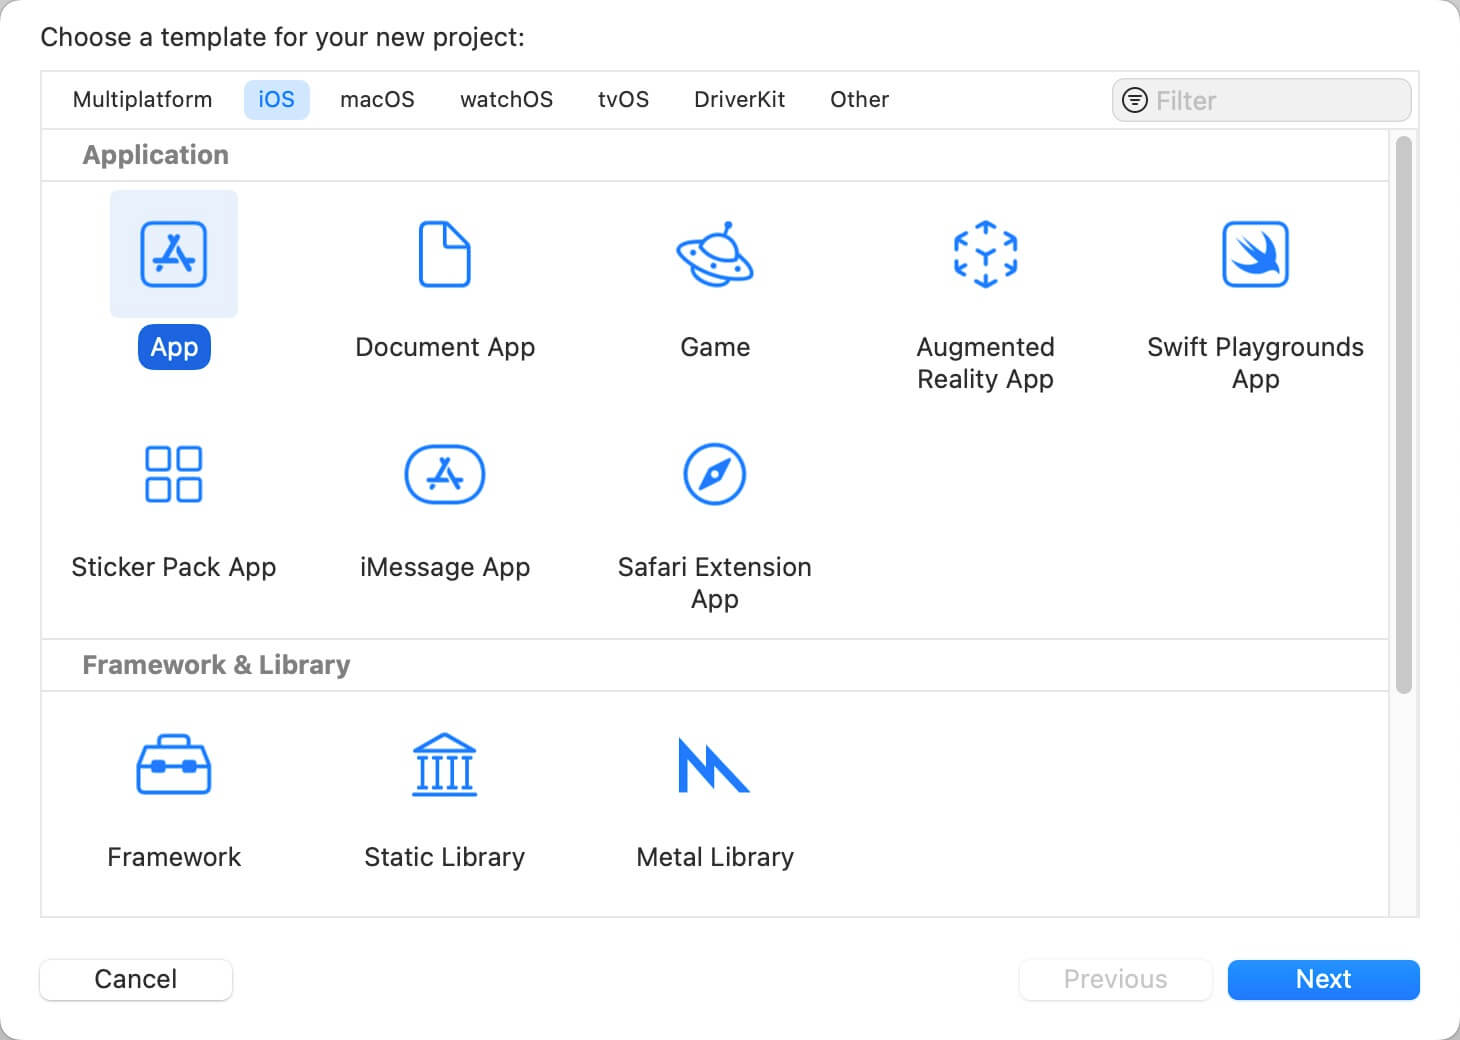 Choose a template for your new project:
Multiplatform iOS macOS watchOS tvOS DriverKit Other Filter
Application
App Document App Game Augmented Reality App Swift Playgrounds App
Sticker Pack App iMessage App Safari Extension App
Framework & Library
Framework Static Library Metal Library
Cancel Previous Next